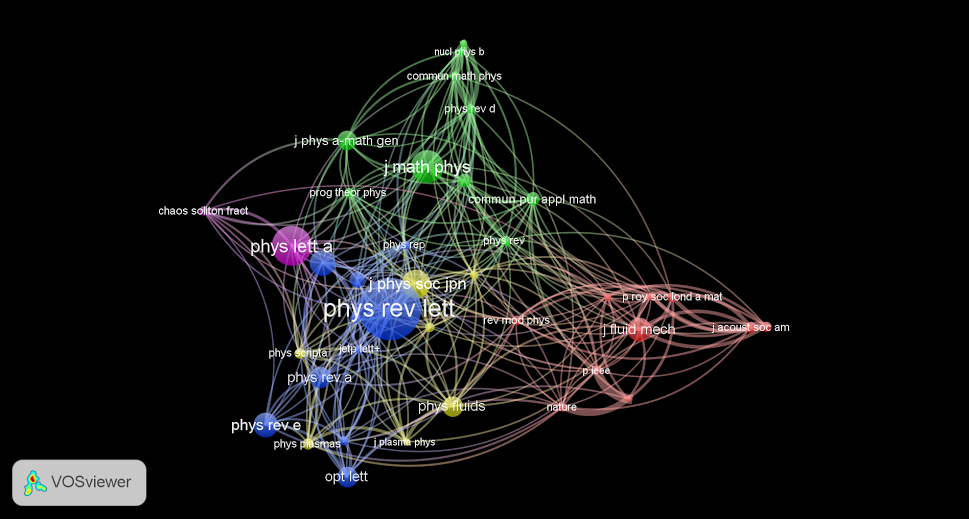 nucl phys b
commun math phys
phys rev d
j phys a-math gen
j math phys
prog theor phys
commun pur appl math
chaos soliton fract
phys rev
phys lett a
phys rep
j phys soc jpn
p roy soc lond a mat
phys rev lett
rev mod phys
j fluid mech
j acoust soc am
jetp lett+
phys scripta
p ieee
phys rev a
phys fluids
nature
phys rev e
phys plasmas
j plasma phys
opt lett
VOSviewer